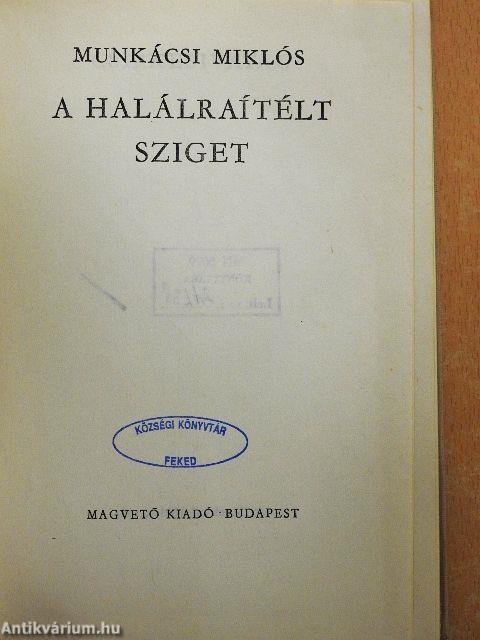 MUNKÁCSI MIKLÓS
A HALÁLRAÍTÉLT
SZIGET
KÖZSÉGI KÖNYVTÁR
FEKED
MAGVETŐ KIADÓ · BUDAPEST
Antikvárium.hu